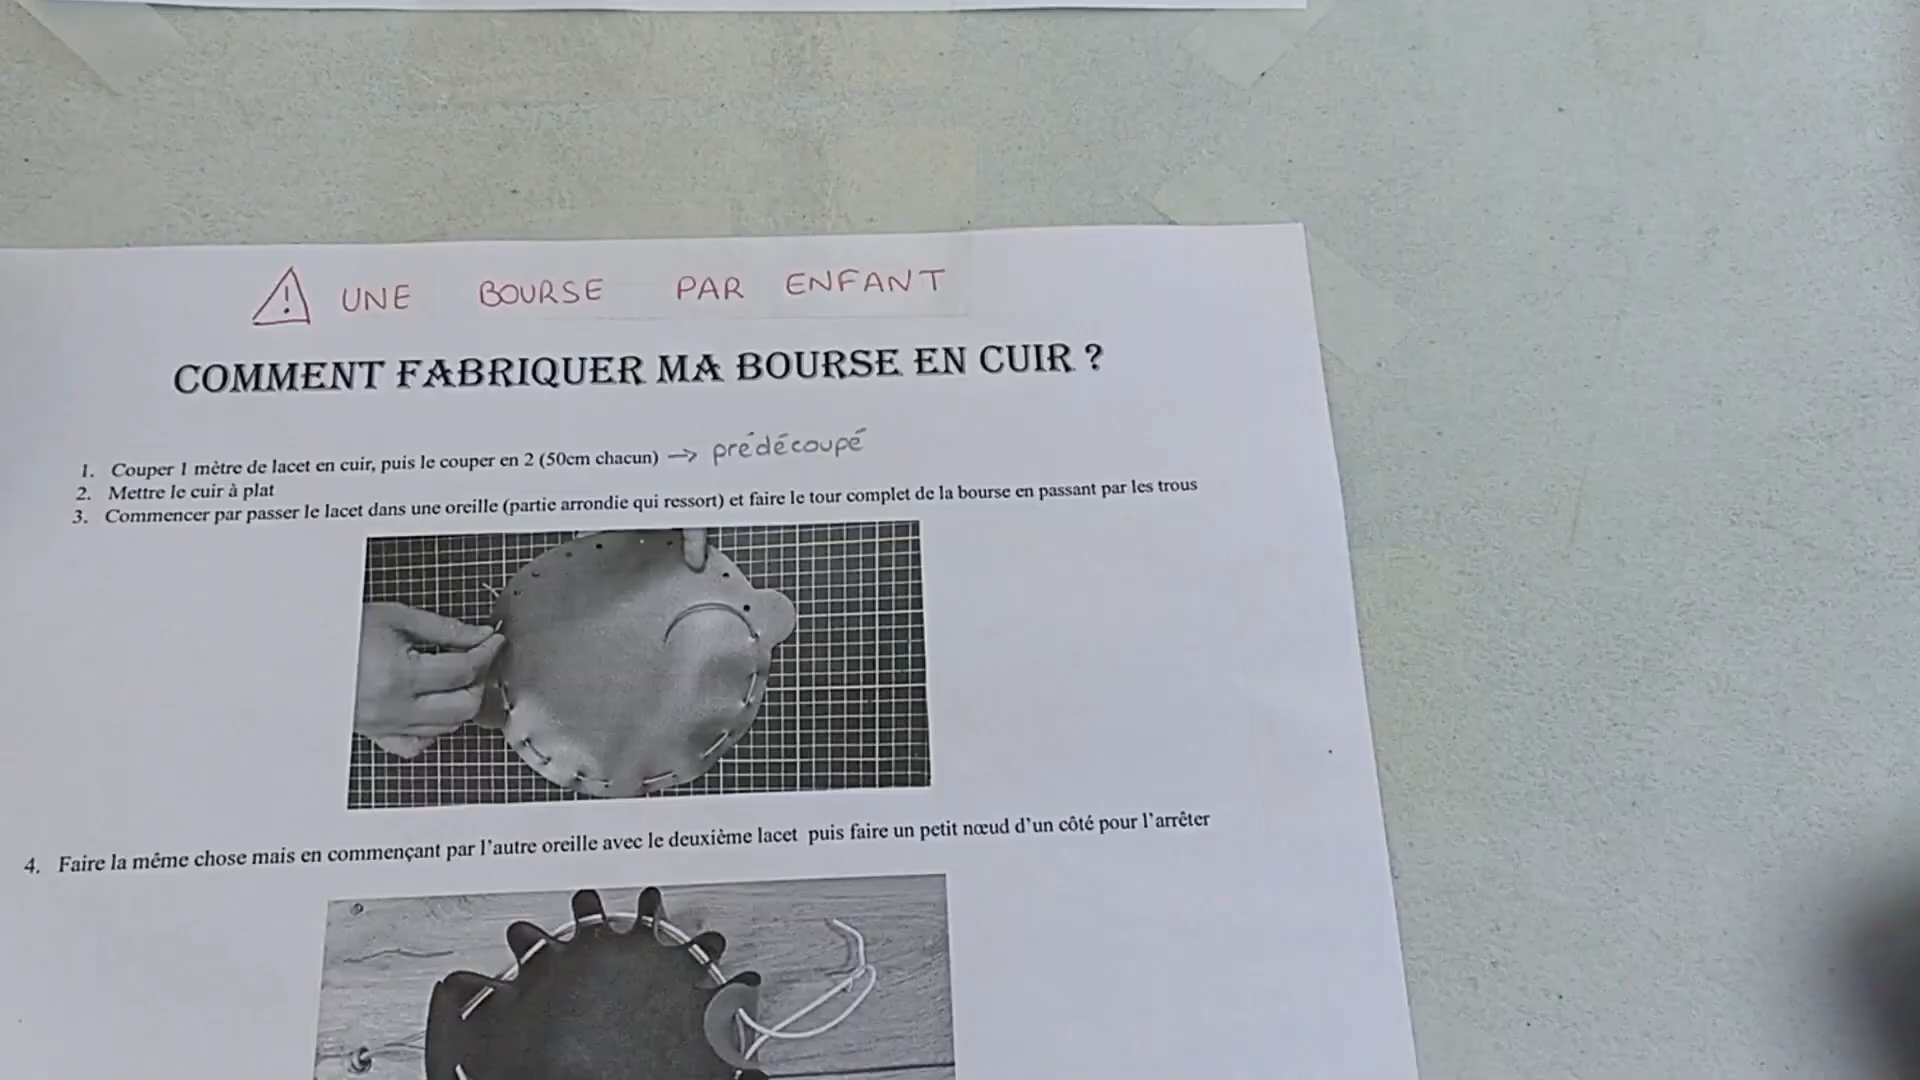 ! UNE BOURSE PAR ENFANT
COMMENT FABRIQUER MA BOURSE EN CUIR ?
1. Couper 1 mètre de lacet en cuir, puis le couper en 2 (50cm chacun) → prédécoupé
2. Mettre le cuir à plat
3. Commencer par passer le lacet dans une oreille (partie arrondie qui ressort) et faire le tour complet de la bourse en passant par les trous
4. Faire la même chose mais en commençant par l'autre oreille avec le deuxième lacet puis faire un petit nœud d'un côté pour l'arrêter